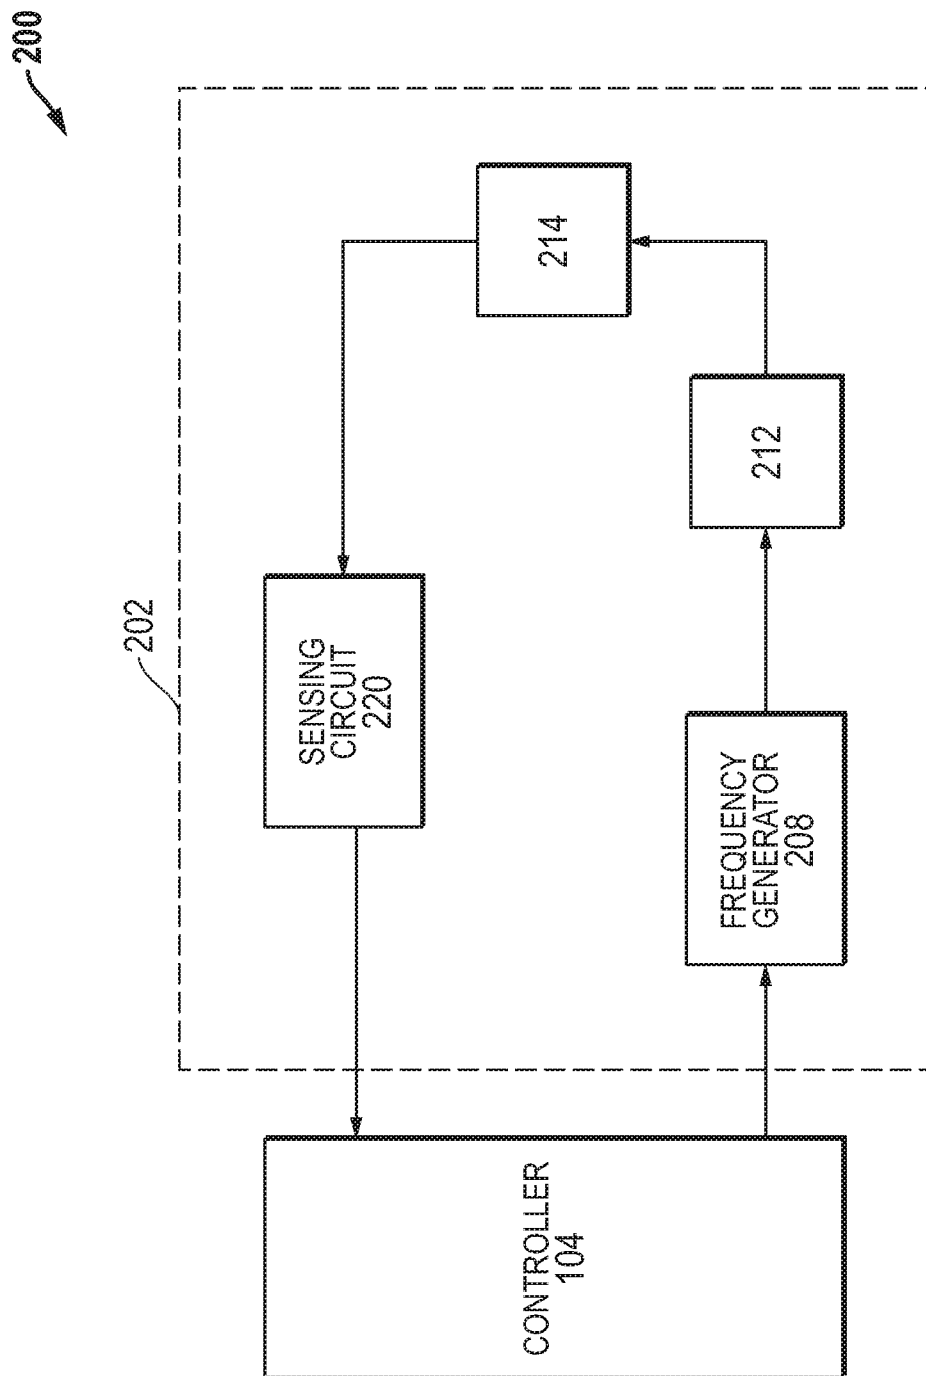 200
202
214
212
SENSING
CIRCUIT
220
FREQUENCY
GENERATOR
208
CONTROLLER
104